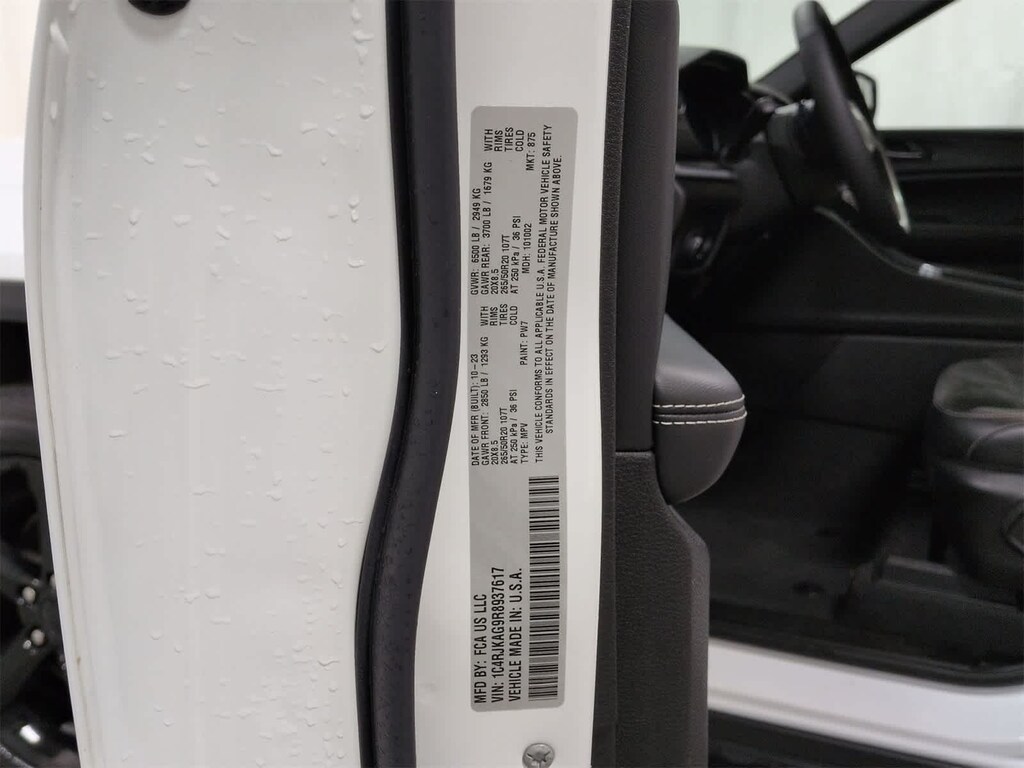 MFD BY: FCA US LLC
VIN: 1C4RJKAG9R8937617
VEHICLE MADE IN: U.S.A.
DATE OF MFR (BUILT): 10-23 GVWR: 6500 LB / 2949 KG
GAWR FRONT: 2850 LB / 1293 KG WITH GAWR REAR: 3700 LB / 1679 KG WITH
20X8.5 RIMS 20X8.5 RIMS
265/50R20 107T TIRES 265/50R20 107T TIRES
AT 250 kPa / 36 PSI COLD AT 250 kPa / 36 PSI COLD
TYPE: MPV PAINT: PW7 MDH: 101002 MKT: 875
THIS VEHICLE CONFORMS TO ALL APPLICABLE U.S.A. FEDERAL MOTOR VEHICLE SAFETY
STANDARDS IN EFFECT ON THE DATE OF MANUFACTURE SHOWN ABOVE.